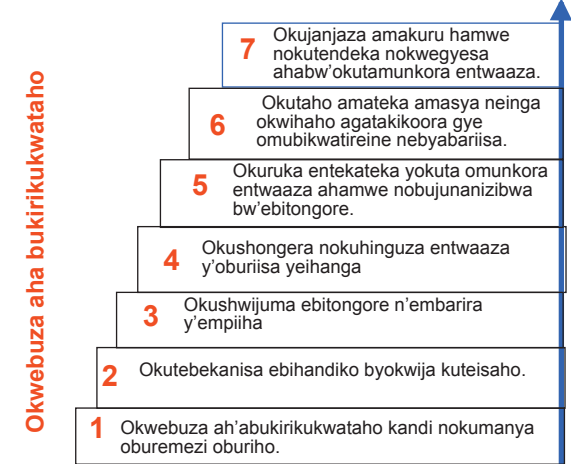 Okwebuza aha bukirikukwataho
7 Okujanjaza amakuru hamwe
nokutendeka nokwegyesa
ahabw'okutamunkora entwaaza.
6 Okutaho amateka amasya neinga
okwihaho agatakikoora gye
omubikwatireine nebyabariisa.
5 Okuruka entekateka yokuta omunkora
entwaaza ahamwe nobujunanizibwa
bw'ebitongore.
4 Okushongera nokuhinguza entwaaza
y'oburiisa yeihanga
3 Okushwijuma ebitongore n'embarira
y'empiiha
2 Okutebekanisa ebihandiko byokwija kuteisaho.
1 Okwebuza ah'abukirikukwataho kandi nokumanya
oburemezi oburiho.